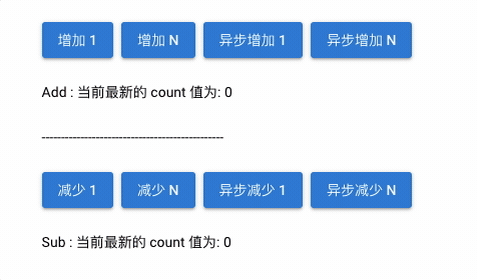 增加 1 增加 N 异步增加 1 异步增加 N
Add : 当前最新的 count 值为: 0
----------------------------------------------
减少 1 减少 N 异步减少 1 异步减少 N
Sub : 当前最新的 count 值为: 0